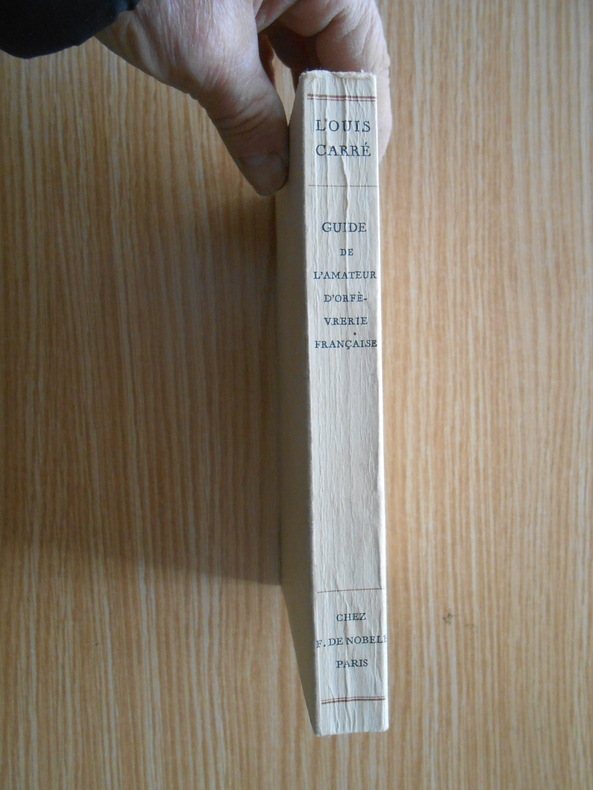 LOUIS
CARRÉ
GUIDE
DE
L'AMATEUR
D'ORFÈ-
VRERIE
FRANÇAISE
CHEZ
F. DE NOBELE
PARIS